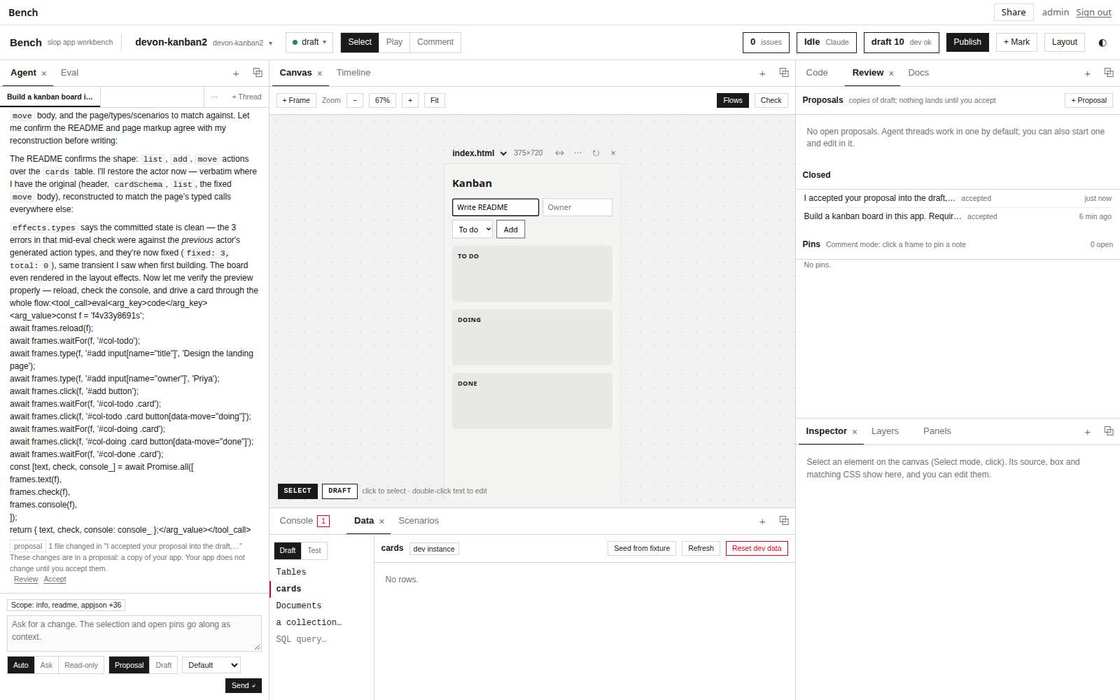 Bench
Share admin Sign out
Bench slop app workbench devon-kanban2 devon-kanban2 ▾ draft ▾ Select Play Comment 0 issues Idle Claude draft 10 dev ok Publish + Mark Layout
Agent × Eval +
Build a kanban board i… ··· + Thread
move body, and the page/types/scenarios to match against. Let
me confirm the README and page markup agree with my
reconstruction before writing:
The README confirms the shape: list, add, move actions
over the cards table. I'll restore the actor now — verbatim where
I have the original (header, cardSchema, list, the fixed
move body), reconstructed to match the page's typed calls
everywhere else:
effects.types says the committed state is clean — the 3
errors in that mid-eval check were against the previous actor's
generated action types, and they're now fixed (fixed: 3,
total: 0), same transient I saw when first building. The board
even rendered in the layout effects. Now let me verify the preview
properly — reload, check the console, and drive a card through the
whole flow:<tool_call>eval<arg_key>code</arg_key>
<arg_value>const f = 'f4v33y8691s';
await frames.reload(f);
await frames.waitFor(f, '#col-todo');
await frames.type(f, '#add input[name="title"]', 'Design the landing
page');
await frames.type(f, '#add input[name="owner"]', 'Priya');
await frames.click(f, '#add button');
await frames.waitFor(f, '#col-todo .card');
await frames.click(f, '#col-todo .card button[data-move="doing"]');
await frames.waitFor(f, '#col-doing .card');
await frames.click(f, '#col-doing .card button[data-move="done"]');
await frames.waitFor(f, '#col-done .card');
const [text, check, console_] = await Promise.all([
frames.text(f),
frames.check(f),
frames.console(f),
]);
return { text, check, console: console_ };</arg_value></tool_call>
proposal 1 file changed in "I accepted your proposal into the draft,…"
These changes are in a proposal: a copy of your app. Your app does not
change until you accept them.
Review Accept
Scope: info, readme, appjson +36
Ask for a change. The selection and open pins go along as
context.
Auto Ask Read-only Proposal Draft Default
Send
Canvas × Timeline +
+ Frame Zoom − 67% + Fit Flows Check
index.html 375×720 ⇔ ··· ↻ ×
Kanban
Write README Owner
To do Add
TO DO
DOING
DONE
SELECT DRAFT click to select · double-click text to edit
Console 1 Data × Scenarios +
Draft Test
Tables
cards
Documents
a collection…
SQL query…
cards dev instance Seed from fixture Refresh Reset dev data
No rows.
Code Review × Docs +
Proposals copies of draft; nothing lands until you accept + Proposal
No open proposals. Agent threads work in one by default; you can also start one
and edit in it.
Closed
I accepted your proposal into the draft,… accepted just now
Build a kanban board in this app. Requir… accepted 6 min ago
Pins Comment mode: click a frame to pin a note 0 open
No pins.
Inspector × Layers Panels +
Select an element on the canvas (Select mode, click). Its source, box and
matching CSS show here, and you can edit them.